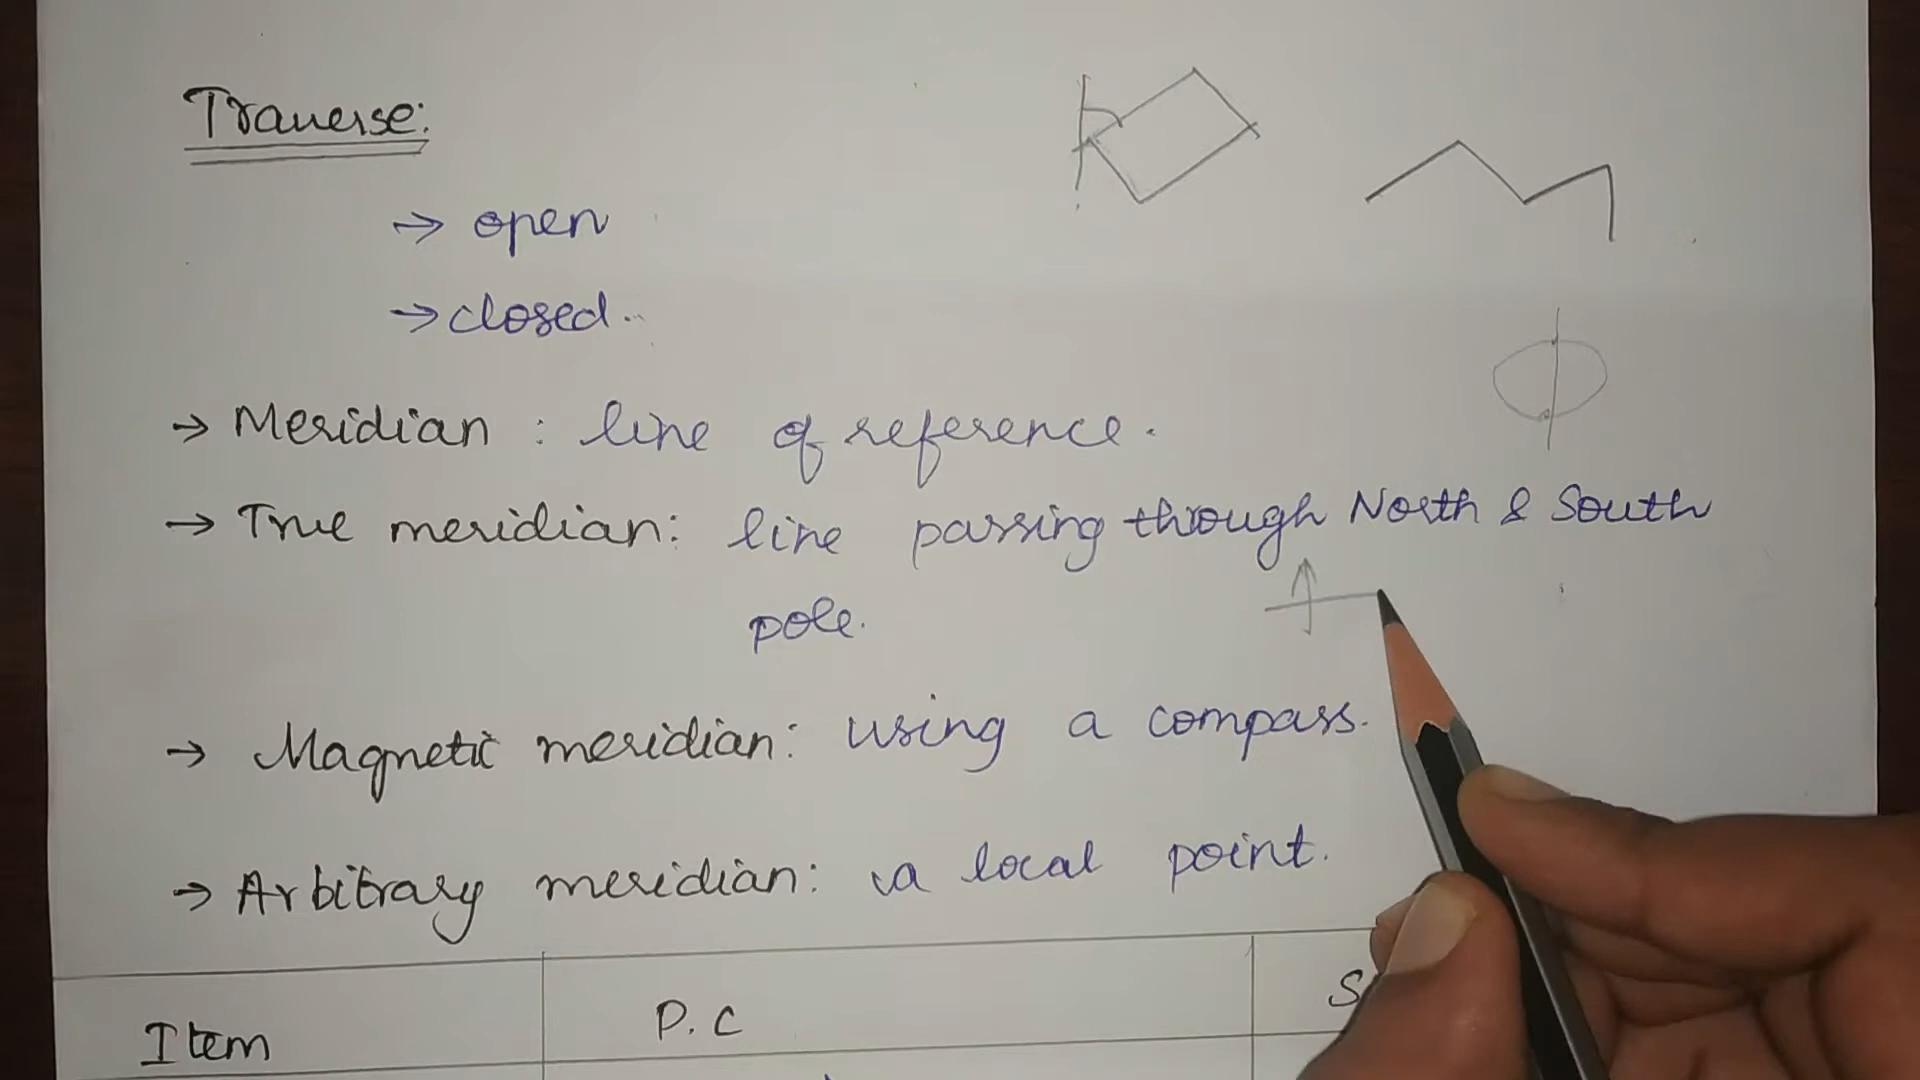 Traverse:
→ open
→ closed.
→ Meridian : line of reference.
→ True meridian: line passing through North & South
pole.
→ Magnetic meridian: using a compass.
→ Arbitrary meridian: a local point.
Item P.C S